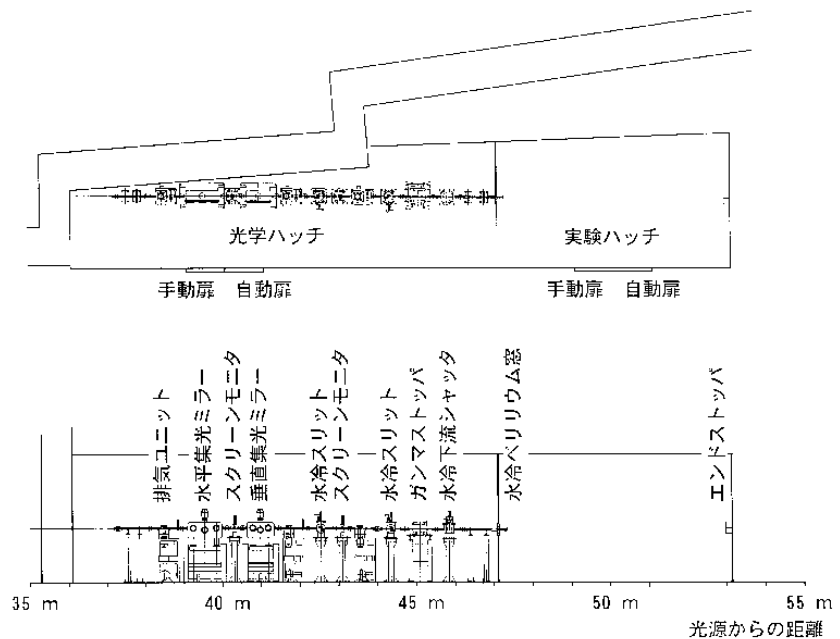 光学ハッチ
実験ハッチ
手動扉
自動扉
手動扉
自動扉
排気ユニット
水平集光ミラー
スクリーンモニタ
垂直集光ミラー
水冷スリット
スクリーンモニタ
水冷スリット
ガンマストッパ
水冷下流シャッタ
水冷ベリリウム窓
エンドストッパ
35 m
40 m
45 m
50 m
55 m
光源からの距離